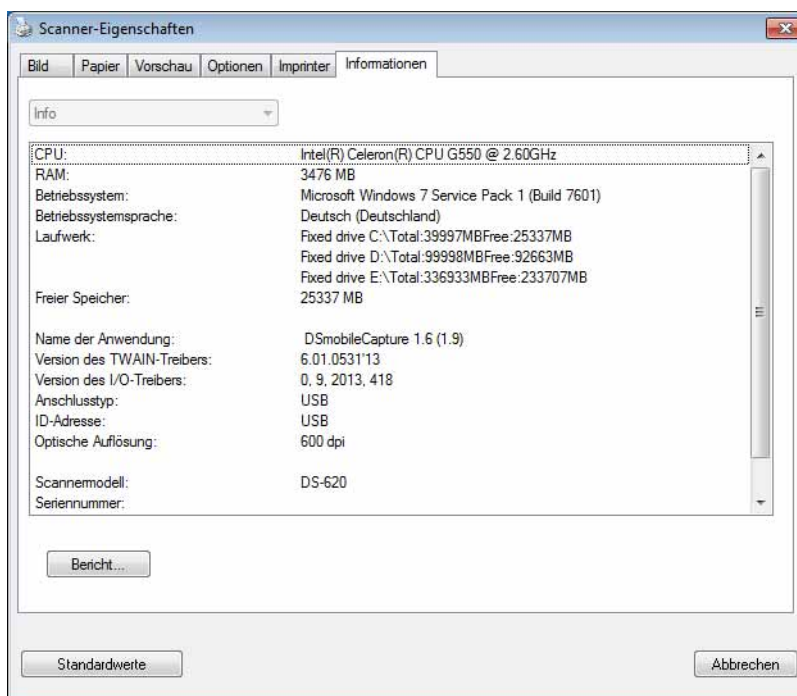 Scanner-Eigenschaften
Bild Papier Vorschau Optionen Imprinter Informationen
Info
CPU: Intel(R) Celeron(R) CPU G550 @ 2.60GHz
RAM: 3476 MB
Betriebssystem: Microsoft Windows 7 Service Pack 1 (Build 7601)
Betriebssystemsprache: Deutsch (Deutschland)
Laufwerk: Fixed drive C:\Total:39997MBFree:25337MB
Fixed drive D:\Total:99998MBFree:92663MB
Fixed drive E:\Total:336933MBFree:233707MB
Freier Speicher: 25337 MB
Name der Anwendung: DSmobileCapture 1.6 (1.9)
Version des TWAIN-Treibers: 6.01.0531'13
Version des I/O-Treibers: 0, 9, 2013, 418
Anschlusstyp: USB
ID-Adresse: USB
Optische Auflösung: 600 dpi
Scannermodell: DS-620
Seriennummer:
Bericht...
Standardwerte Abbrechen